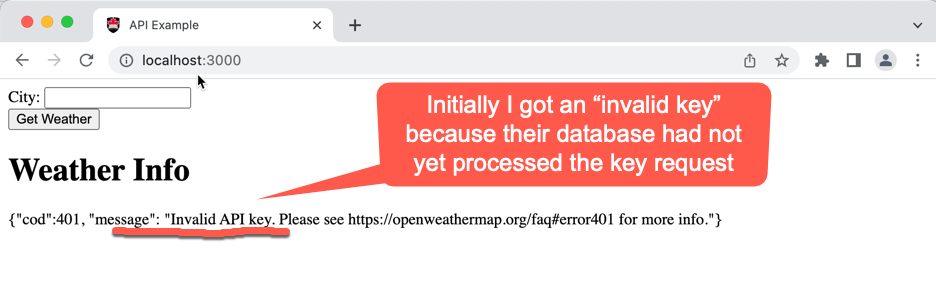 API Example
localhost:3000
City:
Get Weather
Initially I got an “invalid key”
because their database had not
yet processed the key request
Weather Info
{"cod":401, "message": "Invalid API key. Please see https://openweathermap.org/faq#error401 for more info."}